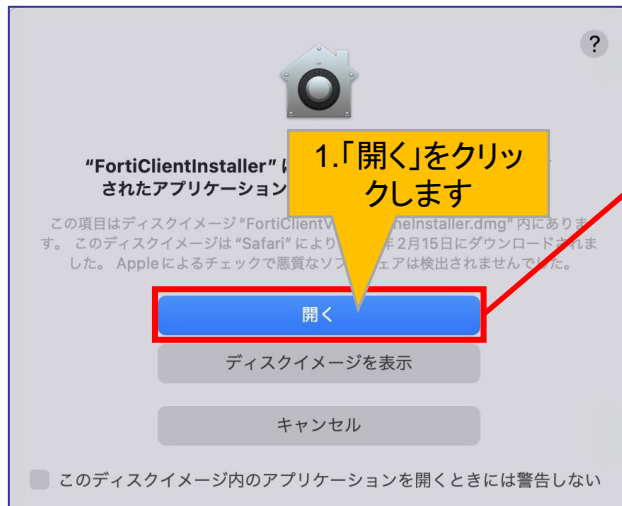 ?
1.「開く」をクリッ
クします
"FortiClientInstaller"
されたアプリケーション
この項目はディスクイメージ"FortiClientV neInstaller.dmg" 内にありま
す。 このディスクイメージは"Safari" により 年2月15日にダウンロードされま
した。 Appleによるチェックで悪質なソフ ェアは検出されませんでした。
開く
ディスクイメージを表示
キャンセル
このディスクイメージ内のアプリケーションを開くときには警告しない